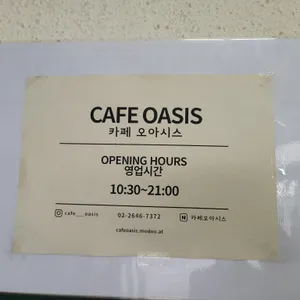 CAFE OASIS
카페 오아시스
OPENING HOURS
영업시간
10:30~21:00
cafe___oasis 02-2646-7372 N 카페오아시스
cafeoasis.modoo.at